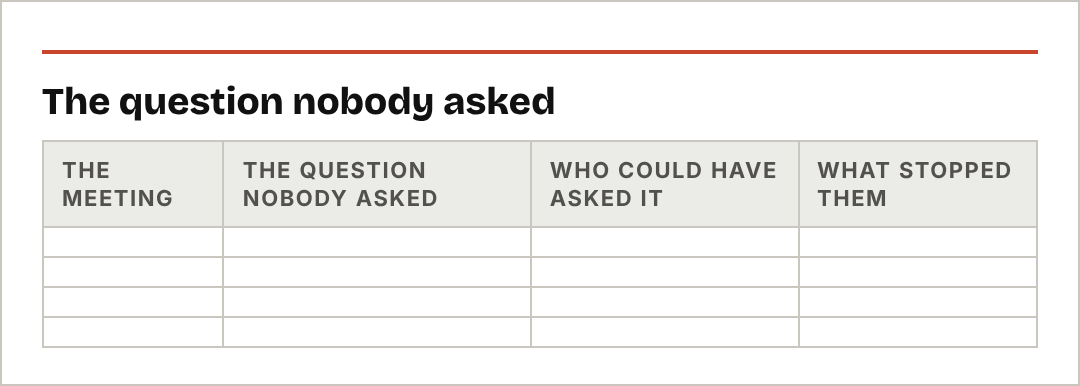 The question nobody asked
THE MEETING
THE QUESTION NOBODY ASKED
WHO COULD HAVE ASKED IT
WHAT STOPPED THEM